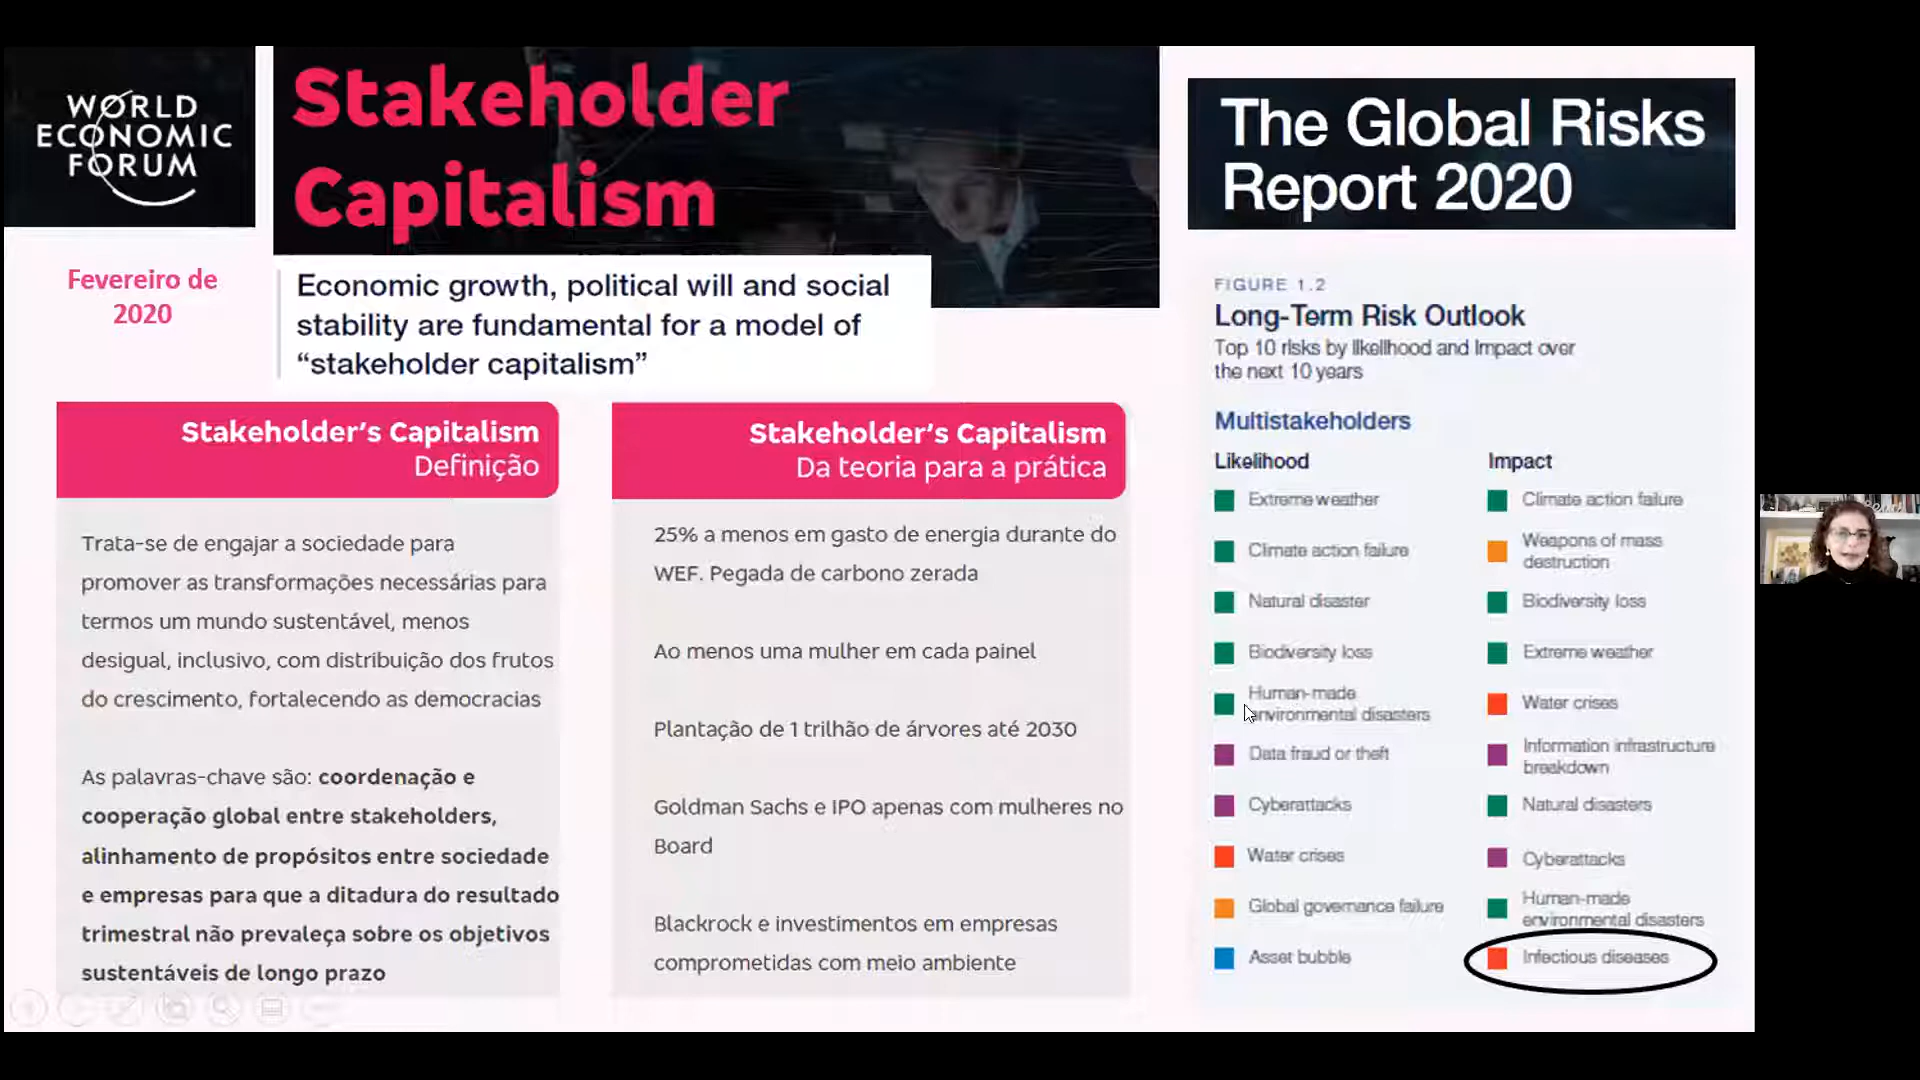 WORLD
ECONOMIC
FORUM
Stakeholder
Capitalism
Fevereiro de
2020
Economic growth, political will and social
stability are fundamental for a model of
“stakeholder capitalism”
Stakeholder’s Capitalism
Definição
Trata-se de engajar a sociedade para
promover as transformações necessárias para
termos um mundo sustentável, menos
desigual, inclusivo, com distribuição dos frutos
do crescimento, fortalecendo as democracias
As palavras-chave são: coordenação e
cooperação global entre stakeholders,
alinhamento de propósitos entre sociedade
e empresas para que a ditadura do resultado
trimestral não prevaleça sobre os objetivos
sustentáveis de longo prazo
Stakeholder’s Capitalism
Da teoria para a prática
25% a menos em gasto de energia durante do
WEF. Pegada de carbono zerada
Ao menos uma mulher em cada painel
Plantação de 1 trilhão de árvores até 2030
Goldman Sachs e IPO apenas com mulheres no
Board
Blackrock e investimentos em empresas
comprometidas com meio ambiente
The Global Risks
Report 2020
FIGURE 1.2
Long-Term Risk Outlook
Top 10 risks by likelihood and impact over
the next 10 years
Multistakeholders
Likelihood
Extreme weather
Climate action failure
Natural disaster
Biodiversity loss
Human-made
environmental disasters
Data fraud or theft
Cyberattacks
Water crises
Global governance failure
Asset bubble
Impact
Climate action failure
Weapons of mass
destruction
Biodiversity loss
Extreme weather
Water crises
Information infrastructure
breakdown
Natural disasters
Cyberattacks
Human-made
environmental disasters
Infectious diseases